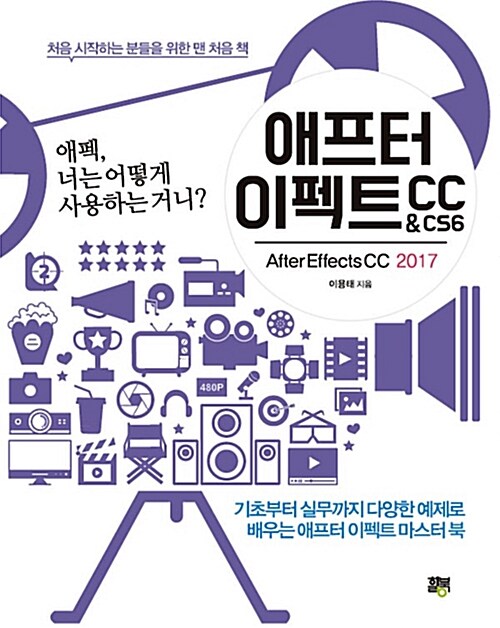 처음 시작하는 분들을 위한 맨 처음 책
애펙,
너는 어떻게
사용하는 거니?
애프터
이펙트 CC
& CS6
After Effects CC 2017
이용태 지음
2
480P
기초부터 실무까지 다양한 예제로
배우는 애프터 이펙트 마스터 북
힐북